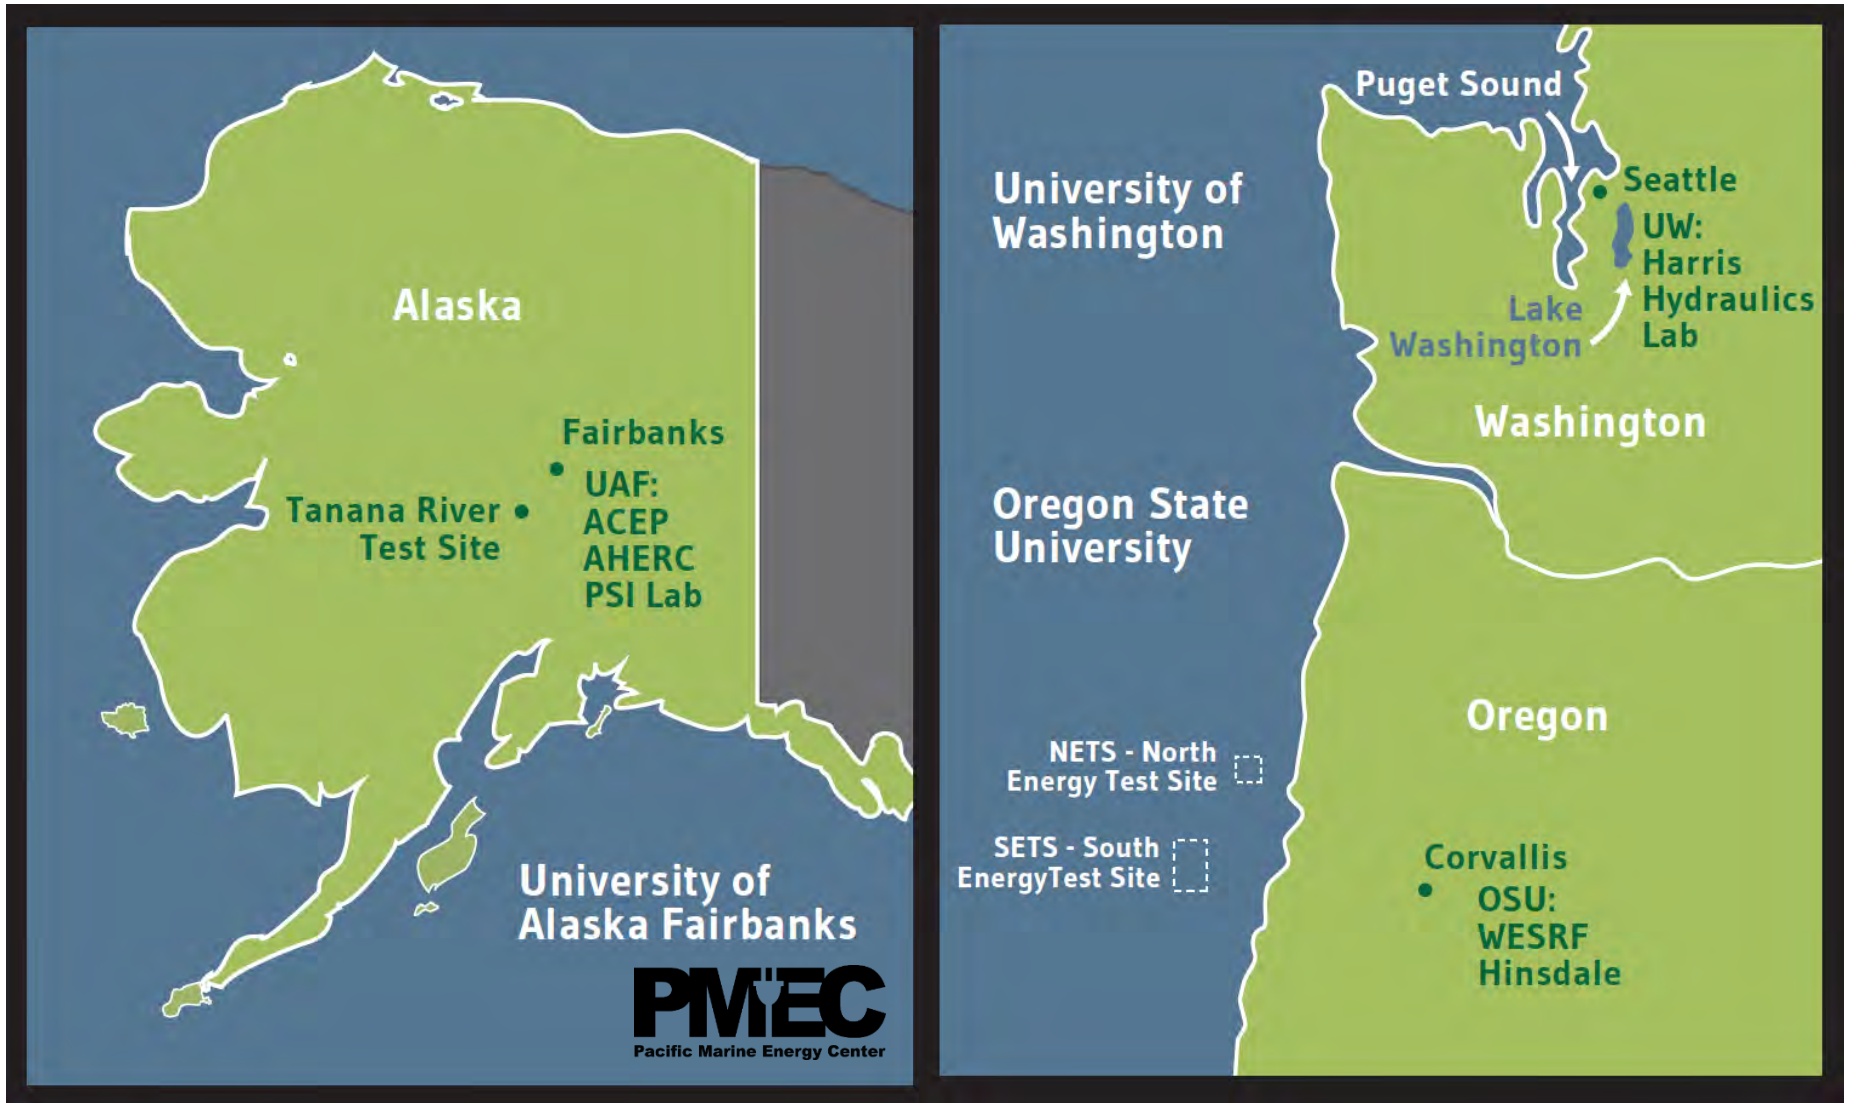 Alaska
Fairbanks
UAF:
ACEP
AHERC
PSI Lab
Tanana River
Test Site
University of
Alaska Fairbanks
PMEC
Pacific Marine Energy Center
Puget Sound
University of
Washington
Seattle
UW:
Harris
Hydraulics
Lab
Lake
Washington
Washington
Oregon State
University
Oregon
NETS - North
Energy Test Site
SETS - South
EnergyTest Site
Corvallis
OSU:
WESRF
Hinsdale